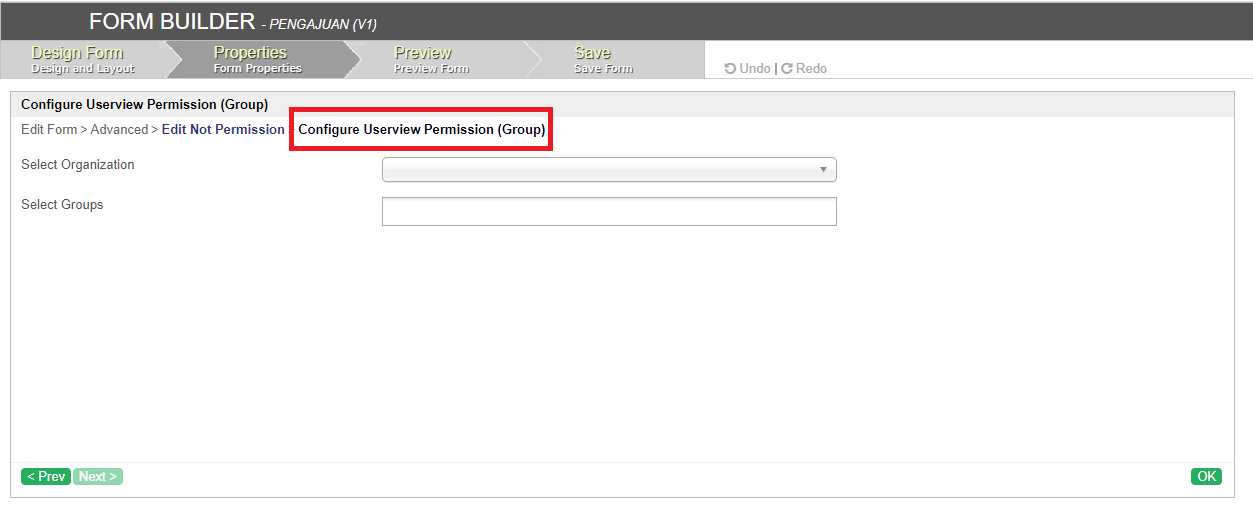 FORM BUILDER - PENGAJUAN (V1)
Design Form
Design and Layout
Properties
Form Properties
Preview
Preview Form
Save
Save Form
Undo | Redo
Configure Userview Permission (Group)
Edit Form > Advanced > Edit Not Permission > Configure Userview Permission (Group)
Select Organization
Select Groups
< Prev Next > OK